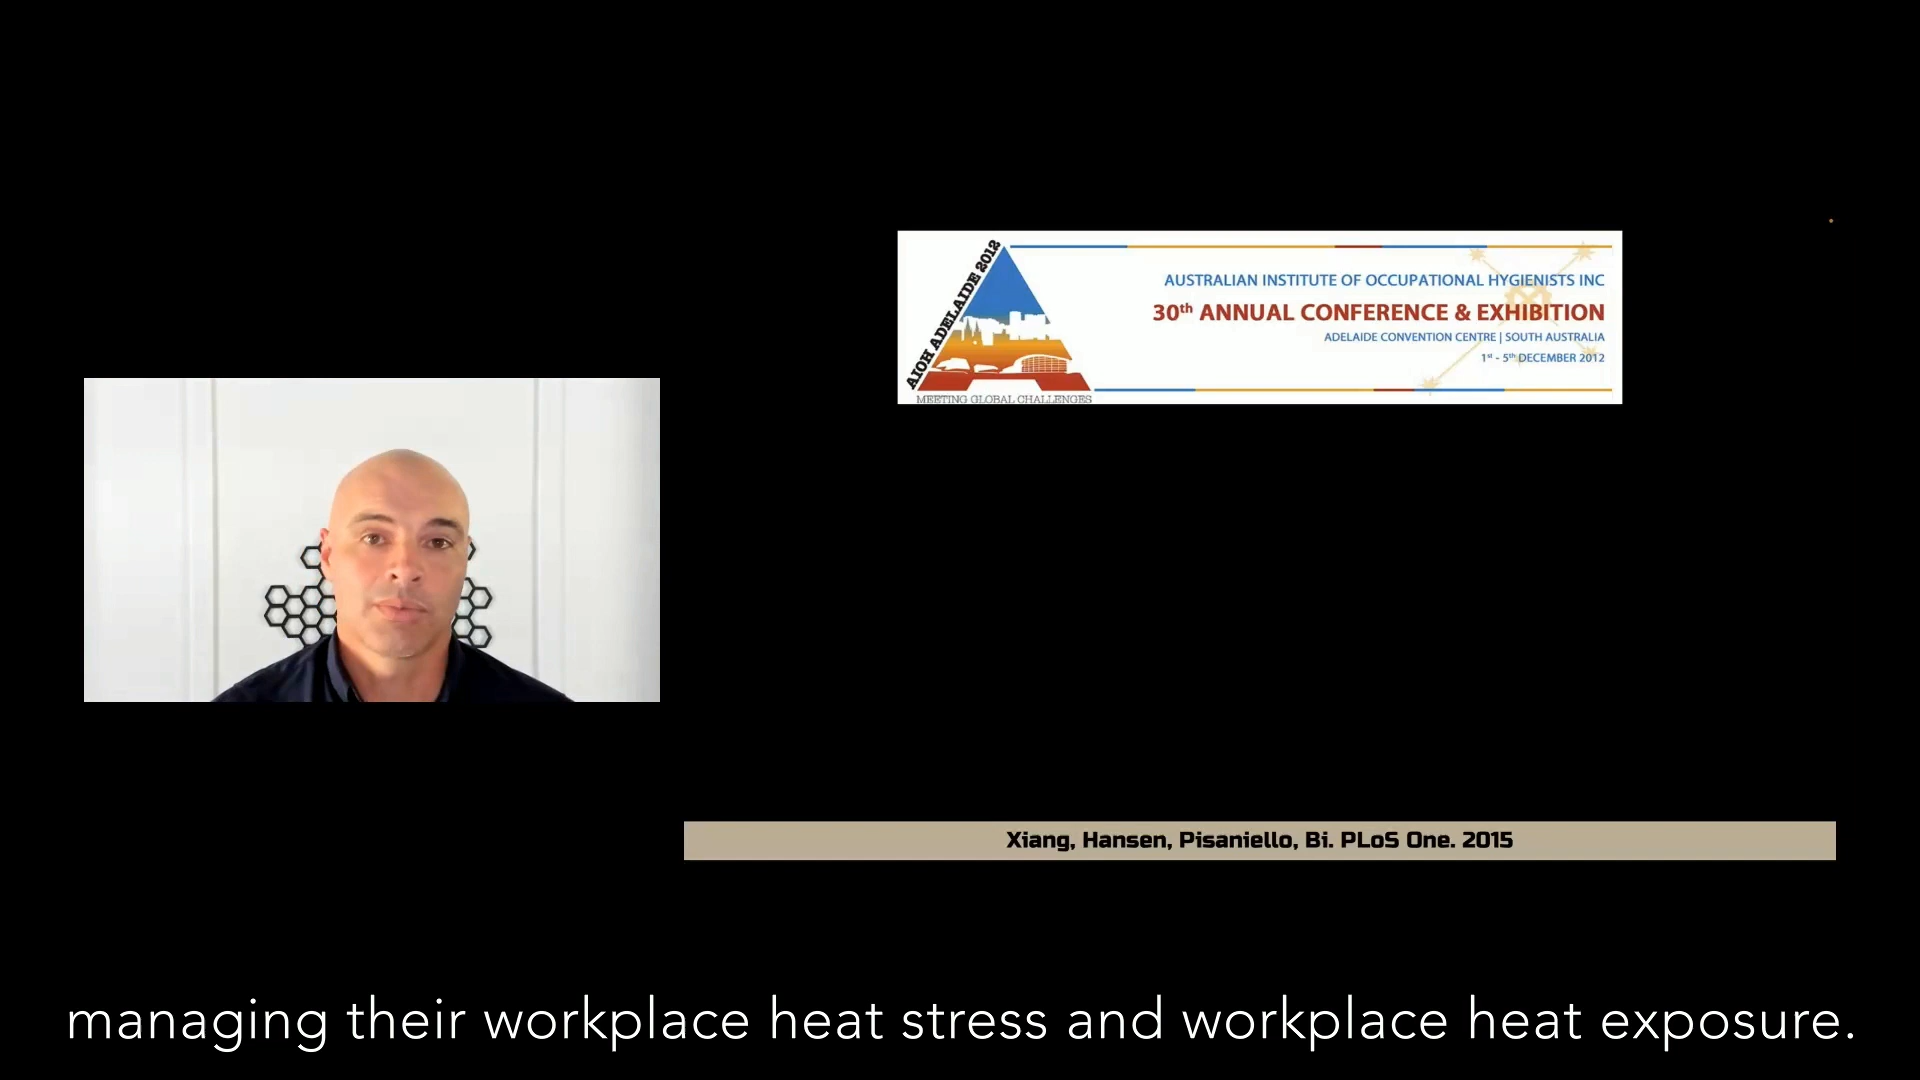 AIOH ADELAIDE 2012
MEETING GLOBAL CHALLENGES
AUSTRALIAN INSTITUTE OF OCCUPATIONAL HYGIENISTS INC
30th ANNUAL CONFERENCE & EXHIBITION
ADELAIDE CONVENTION CENTRE | SOUTH AUSTRALIA
1st - 5th DECEMBER 2012
Xiang, Hansen, Pisaniello, Bi. PLoS One. 2015
managing their workplace heat stress and workplace heat exposure.